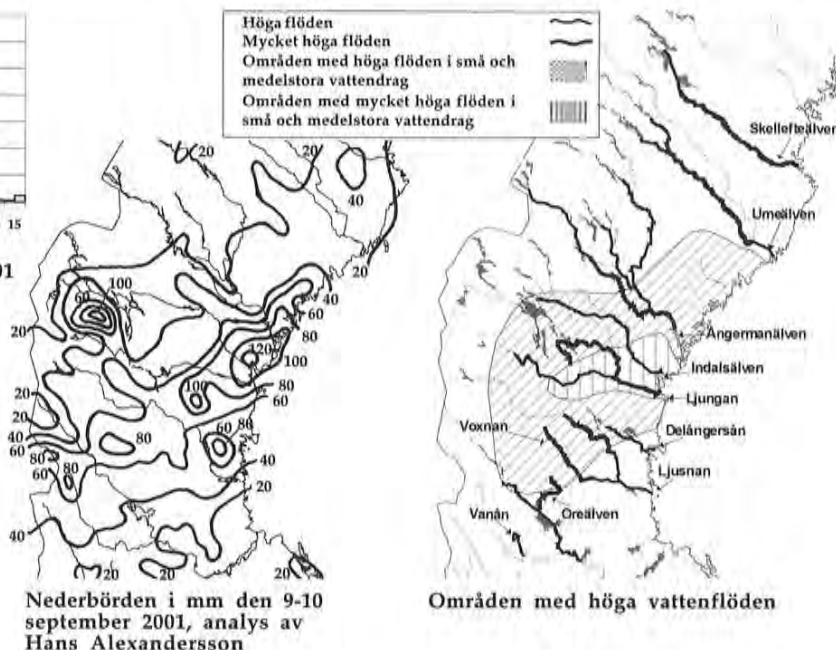 Höga flöden
Mycket höga flöden
Områden med höga flöden i små och
medelstora vattendrag
Områden med mycket höga flöden i
små och medelstora vattendrag
15
01
20
20
40
20
100
60
20
40
60
80
120
100
100
80
60
20
20
40
60
80
60
80
80
60
80
40
20
40
20
20
20
Skellefteälven
Umeälven
Ångermanälven
Indalsälven
Ljungan
Voxnan
Delångersån
Ljusnan
Vanån
Oreälven
Nederbörden i mm den 9-10
september 2001, analys av
Hans Alexandersson
Områden med höga vattenflöden